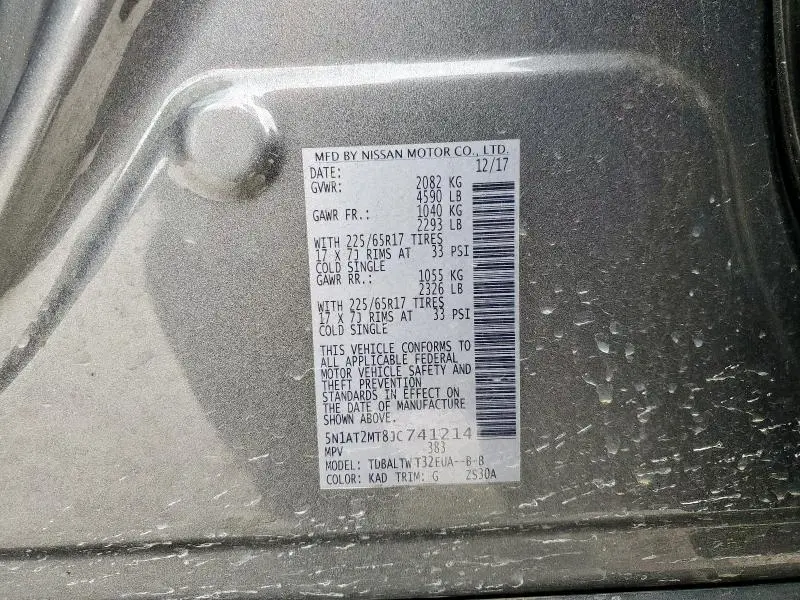 MFD BY NISSAN MOTOR CO., LTD.
DATE: 12/17
GVWR: 2082 KG
4590 LB
GAWR FR.: 1040 KG
2293 LB
WITH 225/65R17 TIRES
17 X 7J RIMS AT 33 PSI
COLD SINGLE
GAWR RR.: 1055 KG
2326 LB
WITH 225/65R17 TIRES
17 X 7J RIMS AT 33 PSI
COLD SINGLE
THIS VEHICLE CONFORMS TO
ALL APPLICABLE FEDERAL
MOTOR VEHICLE SAFETY AND
THEFT PREVENTION
STANDARDS IN EFFECT ON
THE DATE OF MANUFACTURE
SHOWN ABOVE.
5N1AT2MT8JC741214
MPV -383
MODEL: TDBALTWT32EUA--B-B
COLOR: KAD TRIM: G ZS30A